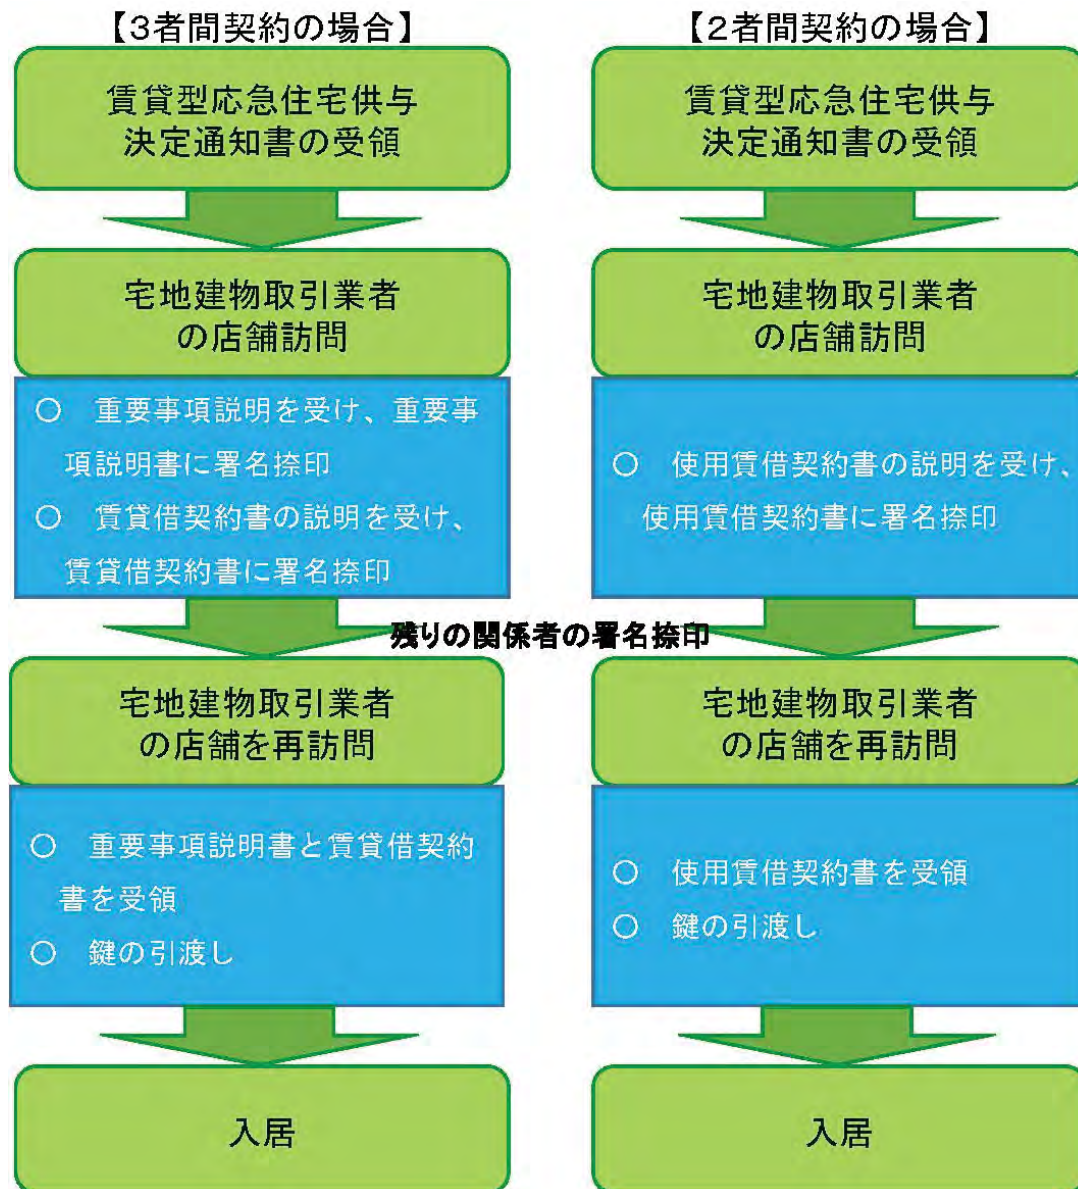 【3者間契約の場合】
賃貸型応急住宅供与
決定通知書の受領
宅地建物取引業者
の店舗訪問
○ 重要事項説明を受け、重要事
項説明書に署名捺印
○ 賃貸借契約書の説明を受け、
賃貸借契約書に署名捺印
残りの関係者の署名捺印
宅地建物取引業者
の店舗を再訪問
○ 重要事項説明書と賃貸借契約
書を受領
○ 鍵の引渡し
入居
【2者間契約の場合】
賃貸型応急住宅供与
決定通知書の受領
宅地建物取引業者
の店舗訪問
○ 使用賃借契約書の説明を受け、
使用賃借契約書に署名捺印
宅地建物取引業者
の店舗を再訪問
○ 使用賃借契約書を受領
○ 鍵の引渡し
入居